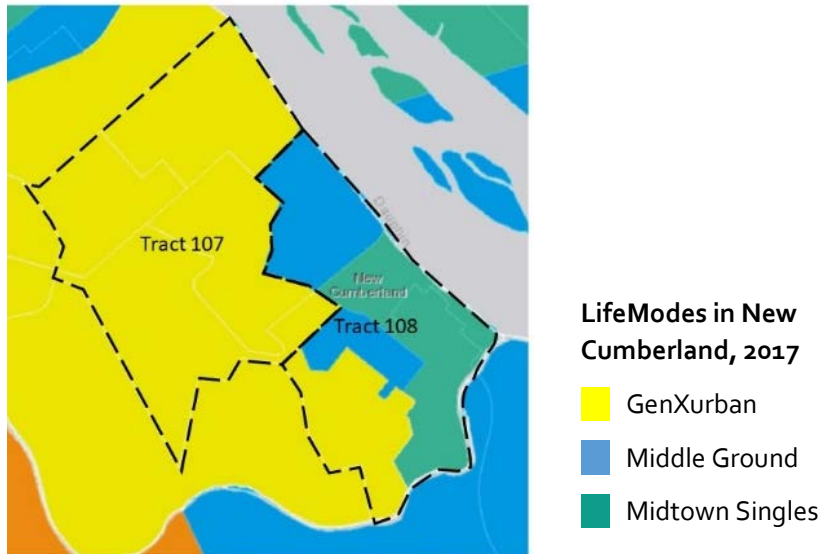 Tract 107
New
Cumberland
Tract 108
LifeModes in New
Cumberland, 2017
GenXurban
Middle Ground
Midtown Singles